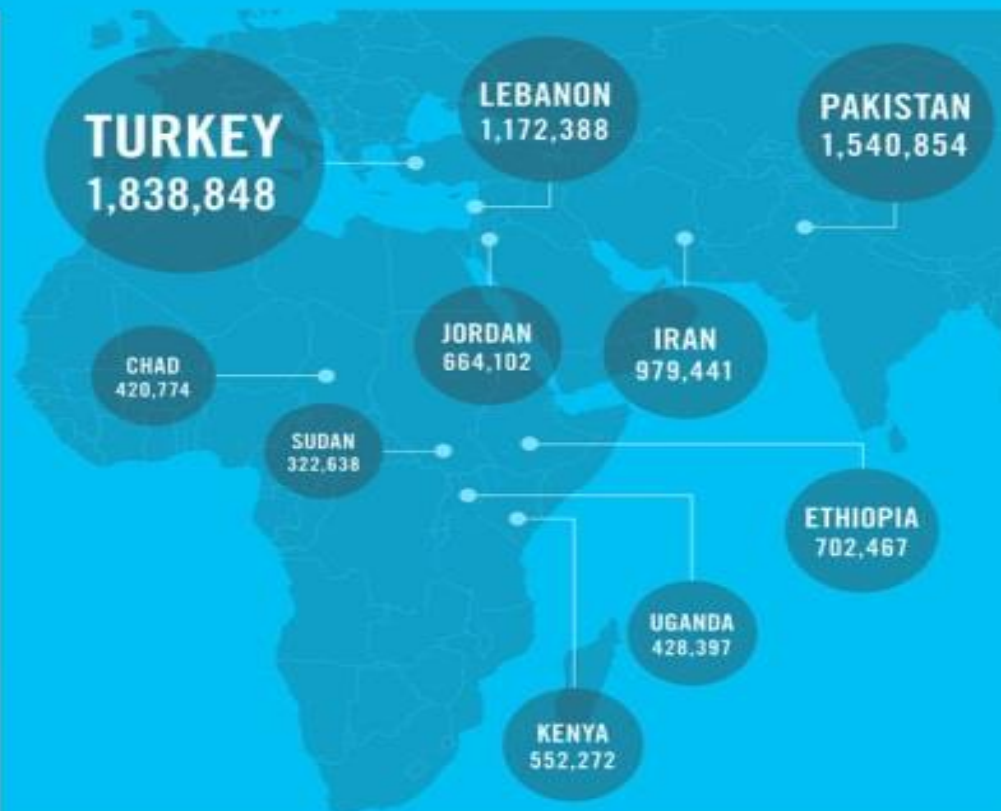 TURKEY
1,838,848
LEBANON
1,172,388
PAKISTAN
1,540,854
JORDAN
664,102
IRAN
979,441
CHAD
420,774
SUDAN
322,638
ETHIOPIA
702,467
UGANDA
428,397
KENYA
552,272